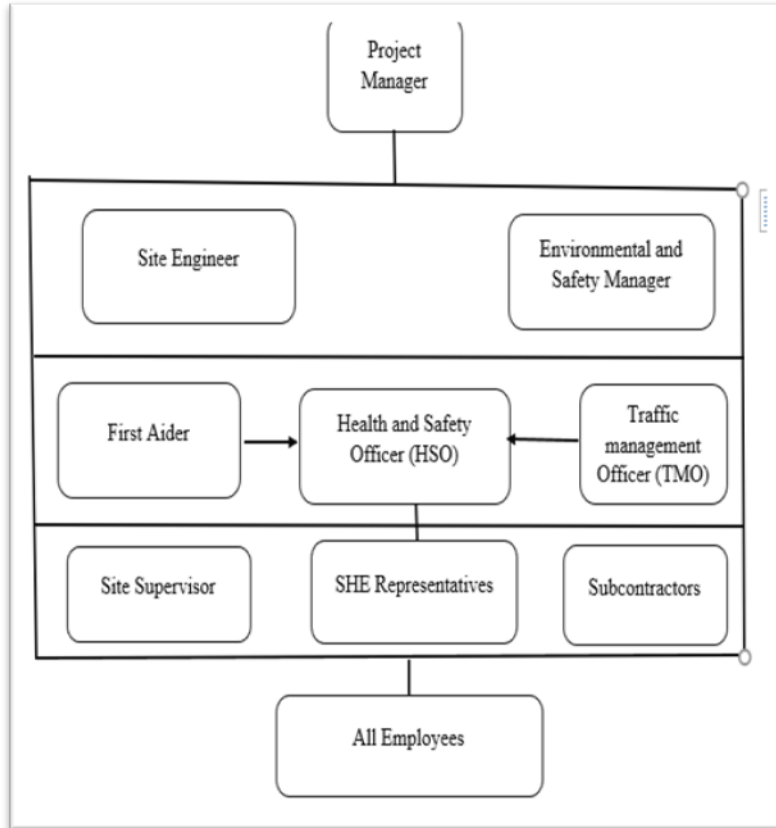 Project
Manager
Site Engineer
Environmental and
Safety Manager
First Aider
Health and Safety
Officer (HSO)
Traffic
management
Officer (TMO)
Site Supervisor
SHE Representatives
Subcontractors
All Employees